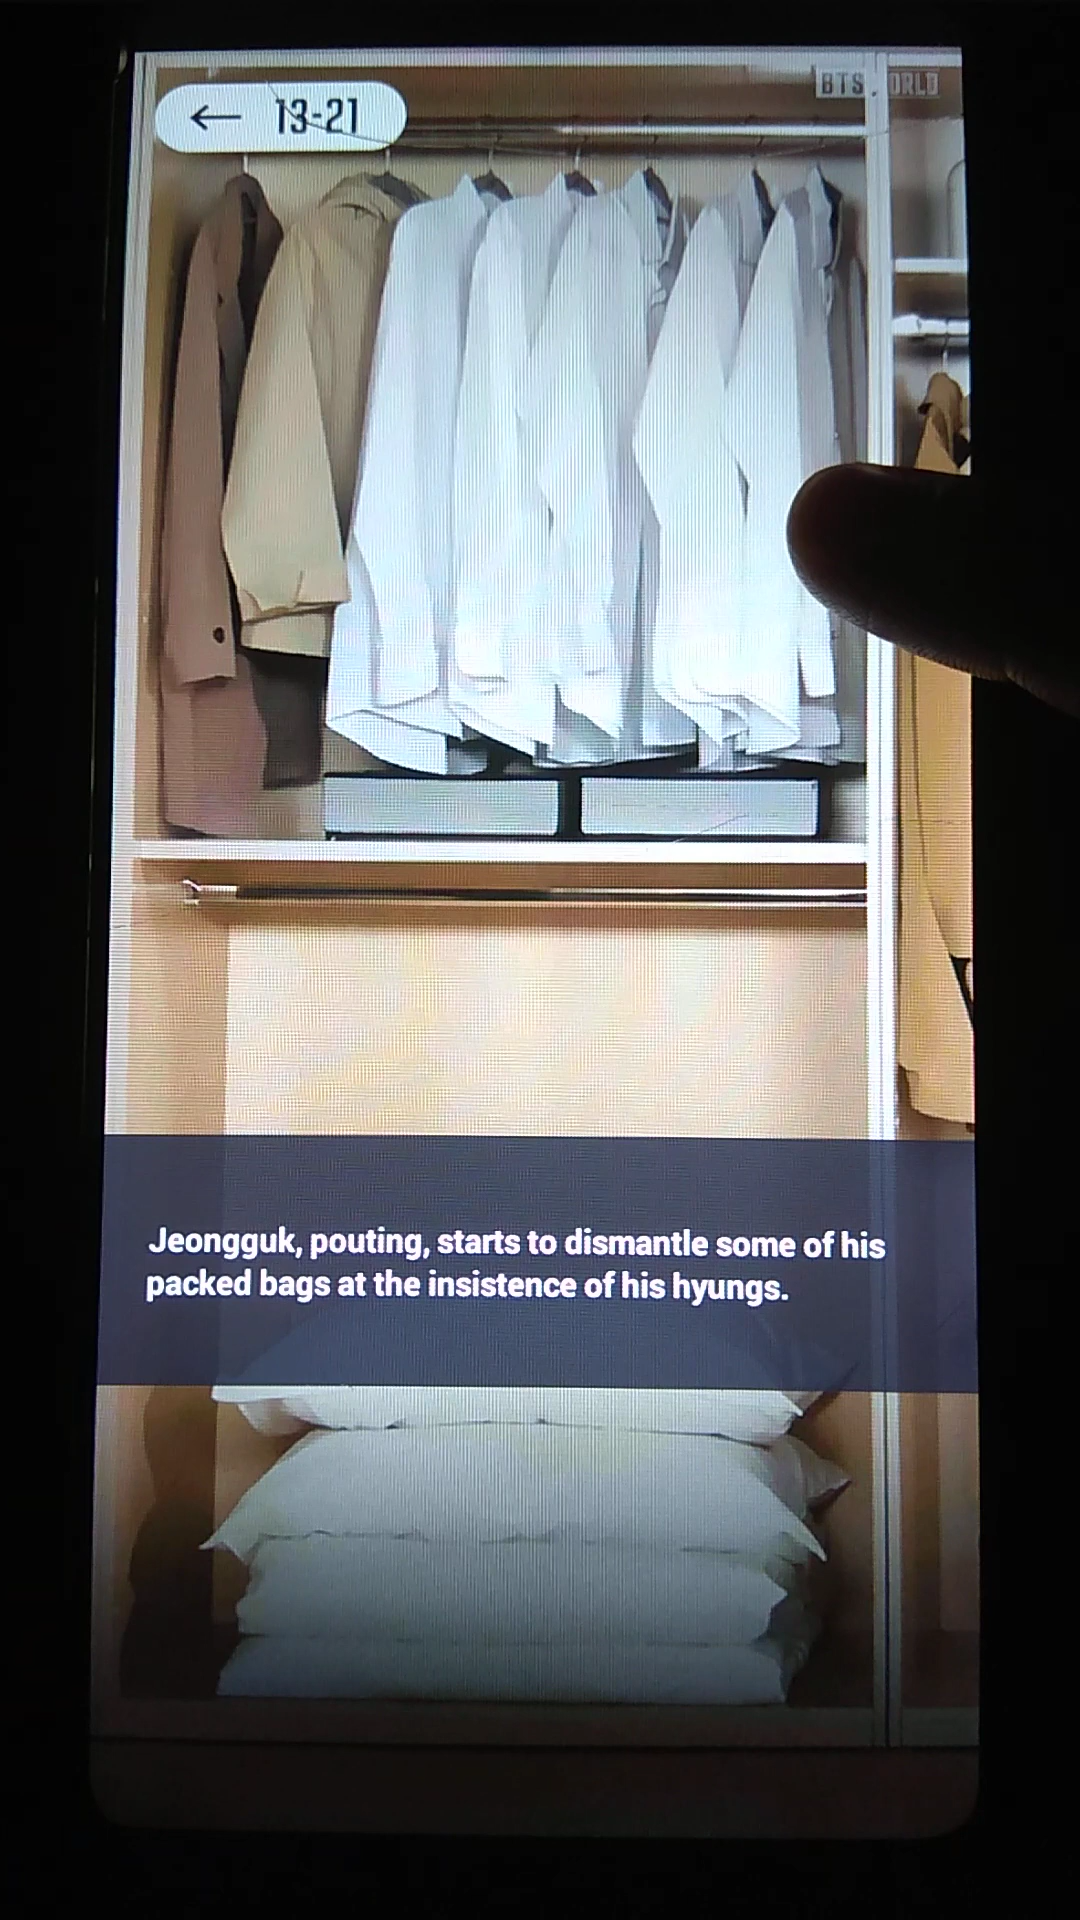 13-21
BTS WORLD
Jeongguk, pouting, starts to dismantle some of his
packed bags at the insistence of his hyungs.